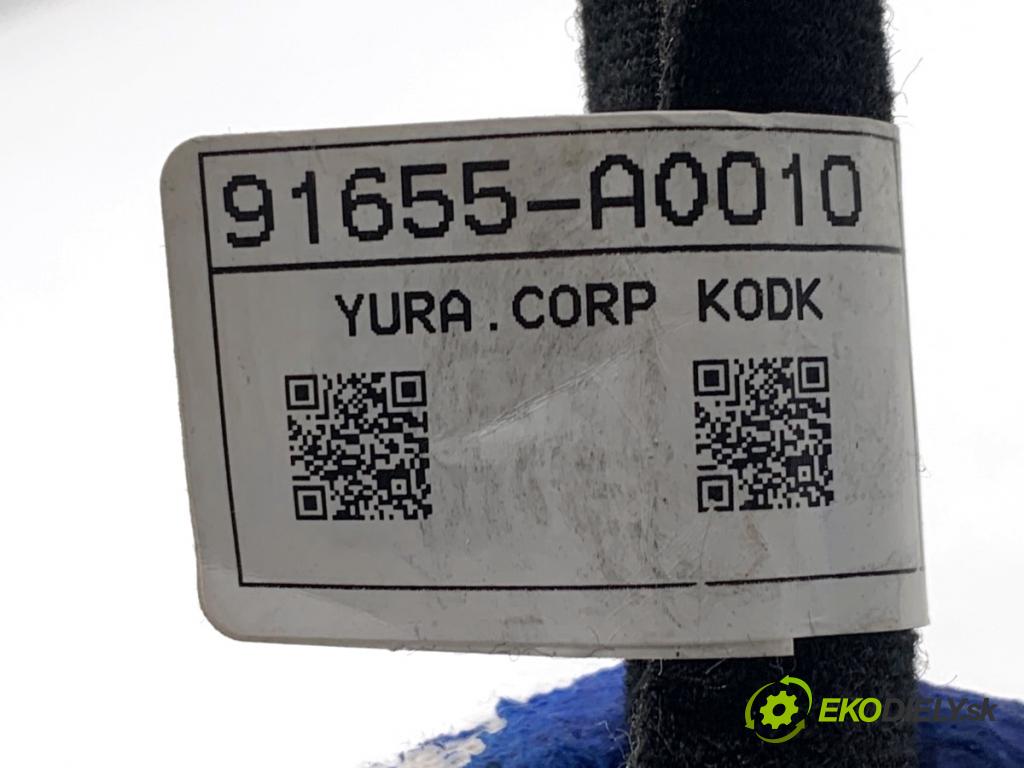 91655-A0010
YURA.CORP KODK
EKODIELY.sk